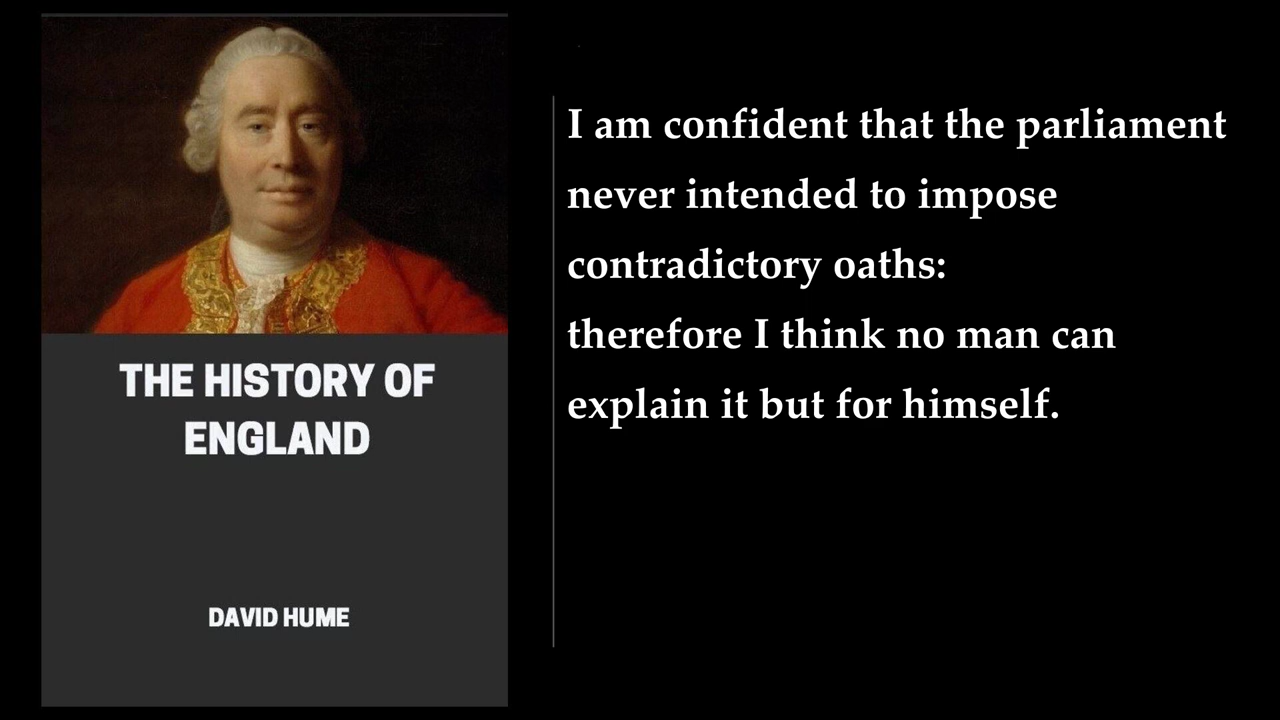 THE HISTORY OF
ENGLAND
DAVID HUME
I am confident that the parliament
never intended to impose
contradictory oaths:
therefore I think no man can
explain it but for himself.